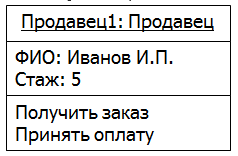 Продавец1: Продавец
ФИО: Иванов И.П.
Стаж: 5
Получить заказ
Принять оплату